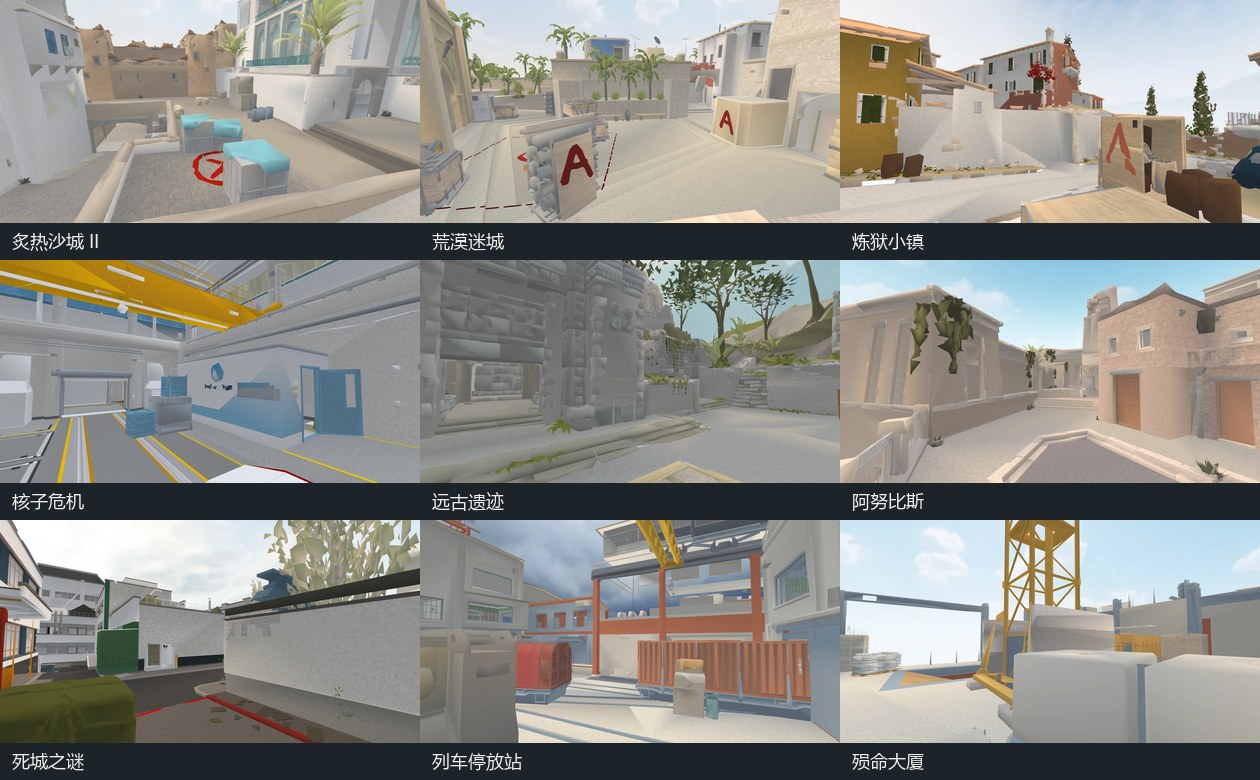 炙热沙城 II
A
A
荒漠迷城
A
炼狱小镇
核子危机
远古遗迹
阿努比斯
死城之谜
列车停放站
殒命大厦